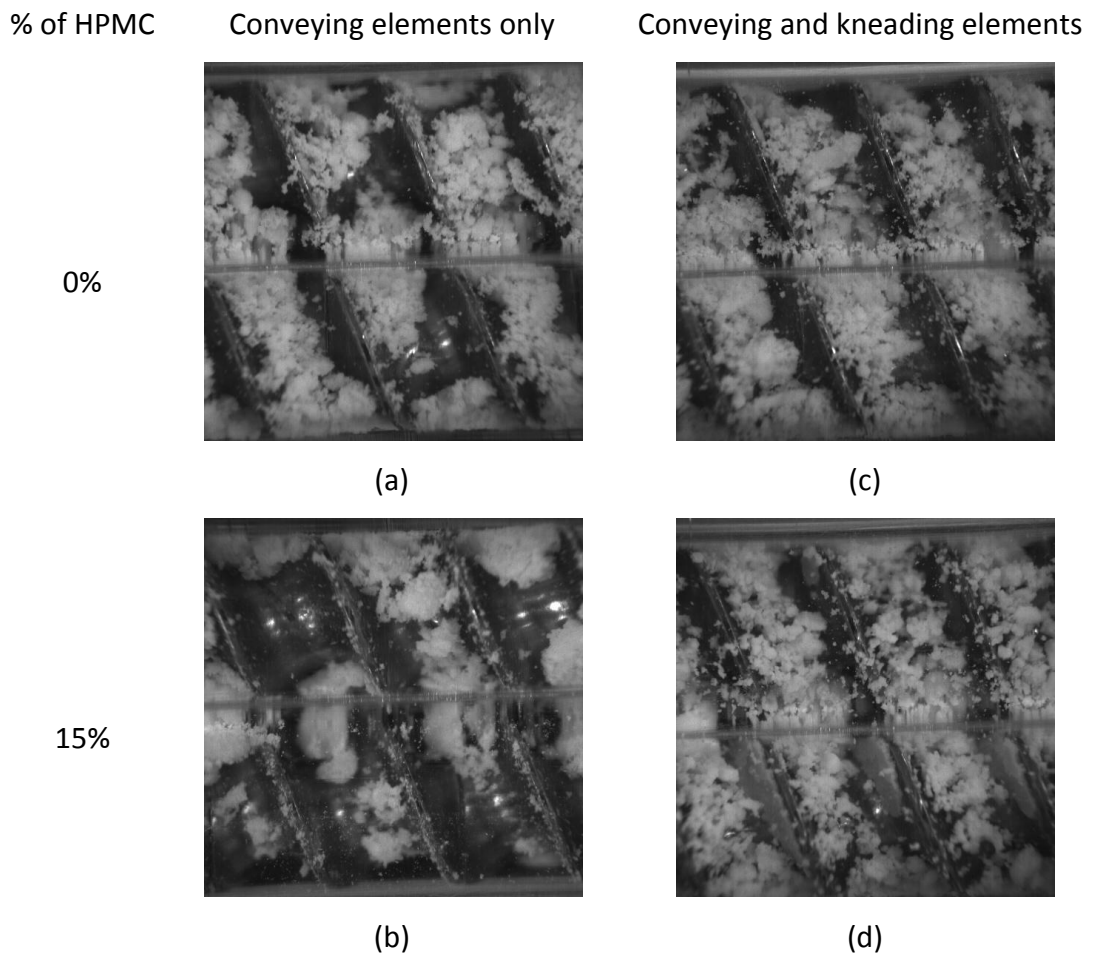 % of HPMC
Conveying elements only
Conveying and kneading elements
0%
(a)
(c)
15%
(b)
(d)